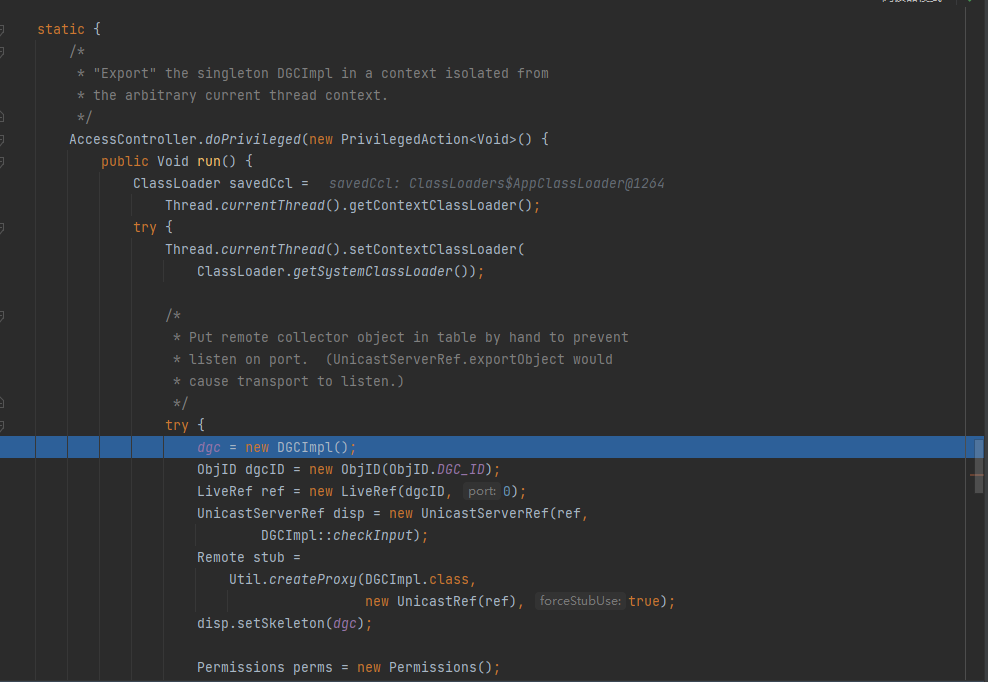 static {
/*
* "Export" the singleton DGCImpl in a context isolated from
* the arbitrary current thread context.
*/
AccessController.doPrivileged(new PrivilegedAction<Void>() {
public Void run() {
ClassLoader savedCcl =   savedCcl: ClassLoaders$AppClassLoader@1264
Thread.currentThread().getContextClassLoader();
try {
Thread.currentThread().setContextClassLoader(
ClassLoader.getSystemClassLoader());
/*
* Put remote collector object in table by hand to prevent
* listen on port.  (UnicastServerRef.exportObject would
* cause transport to listen.)
*/
try {
dgc = new DGCImpl();
ObjID dgcID = new ObjID(ObjID.DGC_ID);
LiveRef ref = new LiveRef(dgcID, port: 0);
UnicastServerRef disp = new UnicastServerRef(ref,
DGCImpl::checkInput);
Remote stub =
Util.createProxy(DGCImpl.class,
new UnicastRef(ref), forceStubUse: true);
disp.setSkeleton(dgc);
Permissions perms = new Permissions();